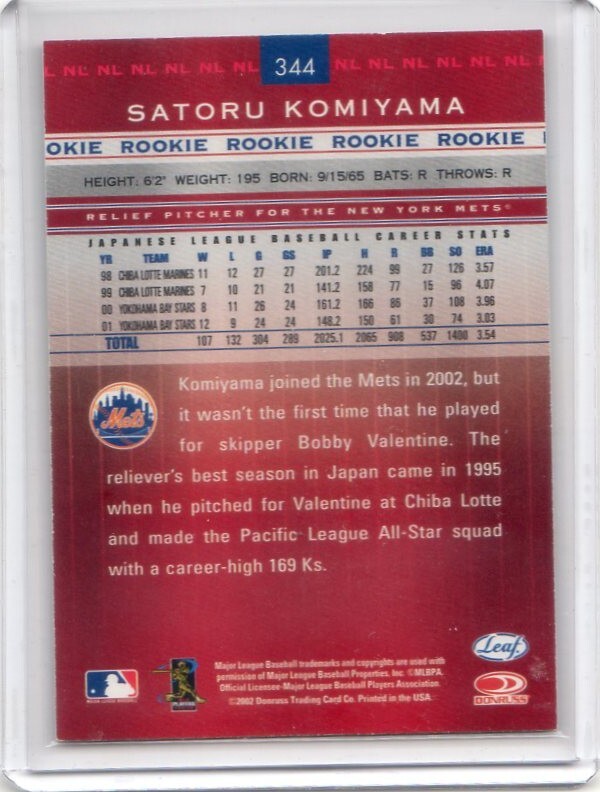 NL NL NL NL NL NL 344 NL NL NL NL NL NL
SATORU KOMIYAMA
OKIE ROOKIE ROOKIE ROOKIE ROOKIE
HEIGHT: 6'2" WEIGHT: 195 BORN: 9/15/65 BATS: R THROWS: R
RELIEF PITCHER FOR THE NEW YORK METS®
JAPANESE LEAGUE BASEBALL CAREER STATS
YR TEAM W L G GS IP H R BB SO ERA
98 CHIBA LOTTE MARINES 11 12 27 27 201.2 224 99 27 126 3.57
99 CHIBA LOTTE MARINES 7 10 21 21 141.2 158 77 15 96 4.07
00 YOKOHAMA BAY STARS 8 11 26 24 161.2 166 86 37 108 3.96
01 YOKOHAMA BAY STARS 12 9 24 24 148.2 150 61 30 74 3.03
TOTAL 107 132 304 289 2025.1 2065 908 537 1400 3.54
Mets
Komiyama joined the Mets in 2002, but
it wasn't the first time that he played
for skipper Bobby Valentine. The
reliever's best season in Japan came in 1995
when he pitched for Valentine at Chiba Lotte
and made the Pacific League All-Star squad
with a career-high 169 Ks.
Leaf
Major League Baseball trademarks and copyrights are used with
permission of Major League Baseball Properties, Inc. ©MLBPA
Official Licensee-Major League Baseball Players Association.
©2002 Donruss Trading Card Co. Printed in the USA.
MAJOR LEAGUE BASEBALL
PLAYERS
DONRUSS